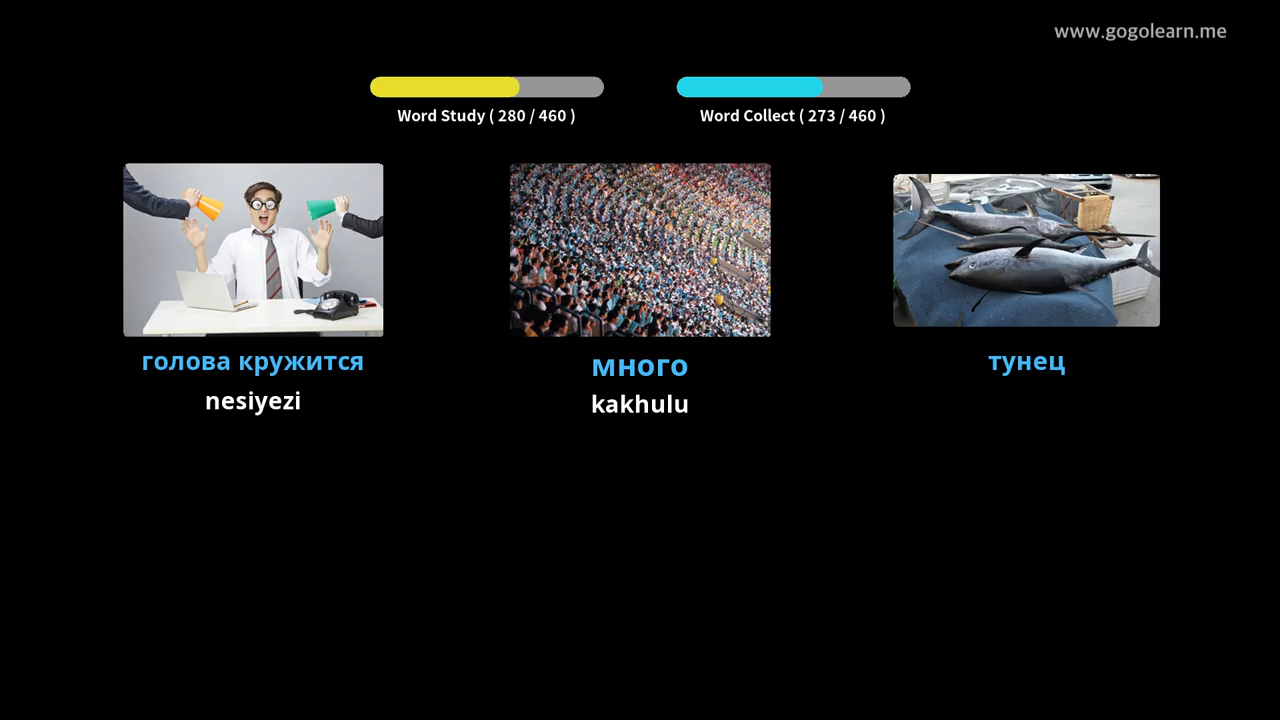 www.gogolearn.me
Word Study ( 280 / 460 )
Word Collect ( 273 / 460 )
голова кружится
nesiyezi
много
kakhulu
тунец